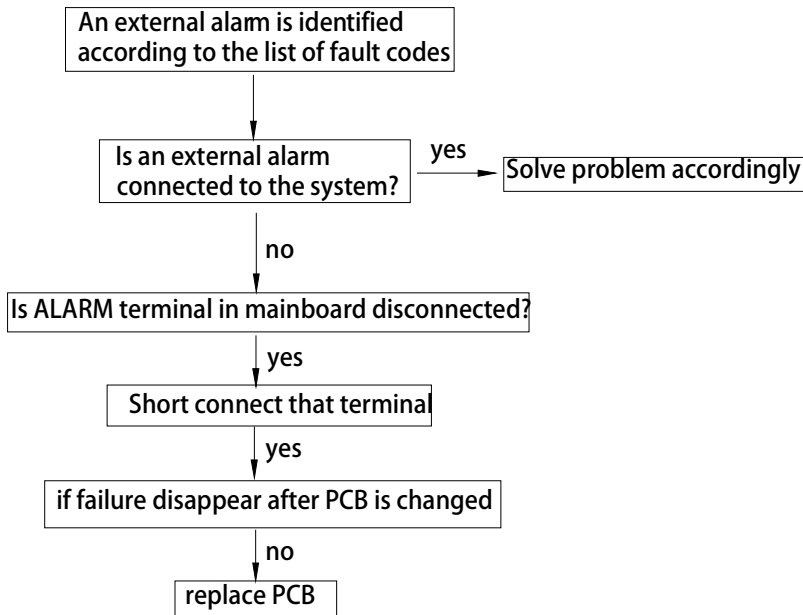 An external alarm is identified
according to the list of fault codes
Is an external alarm
connected to the system?
yes
Solve problem accordingly
no
Is ALARM terminal in mainboard disconnected?
yes
Short connect that terminal
yes
if failure disappear after PCB is changed
no
replace PCB